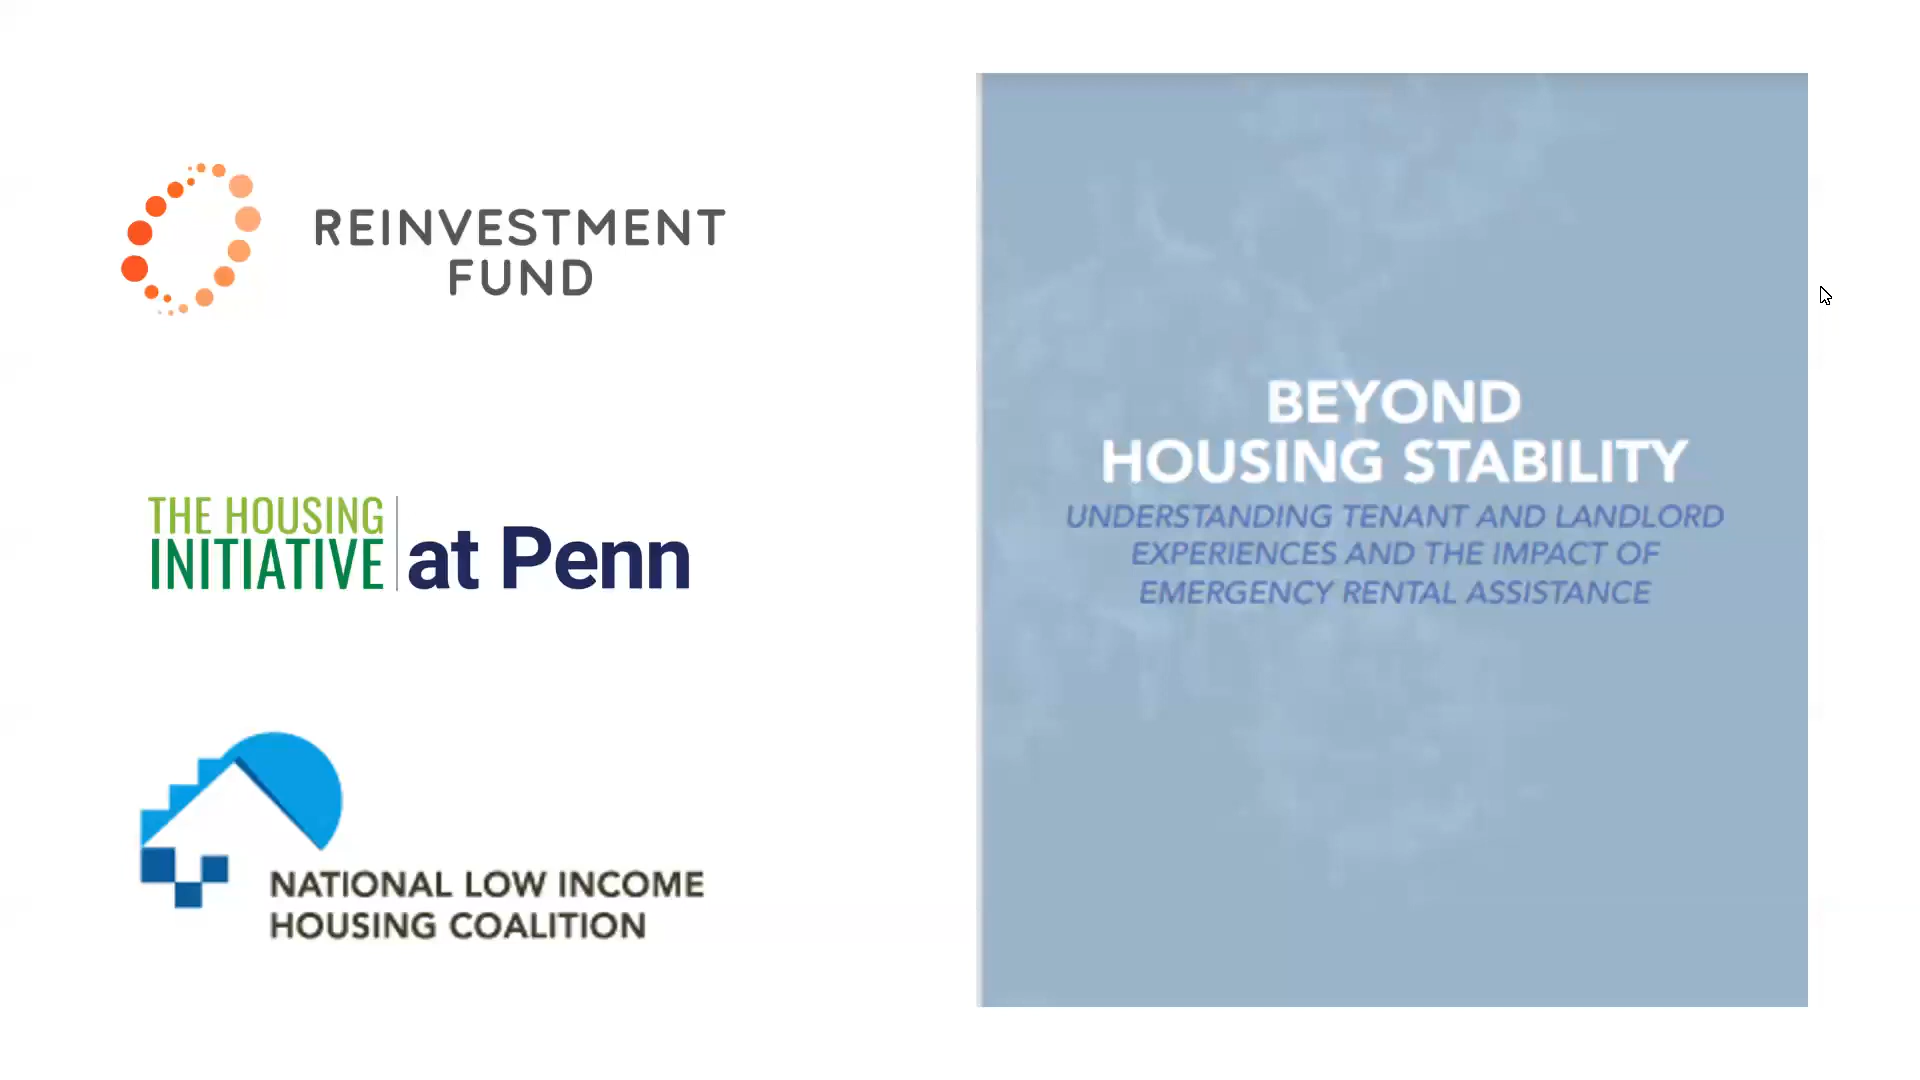 REINVESTMENT
FUND
THE HOUSING
INITIATIVE
at Penn
NATIONAL LOW INCOME
HOUSING COALITION
BEYOND
HOUSING STABILITY
UNDERSTANDING TENANT AND LANDLORD
EXPERIENCES AND THE IMPACT OF
EMERGENCY RENTAL ASSISTANCE